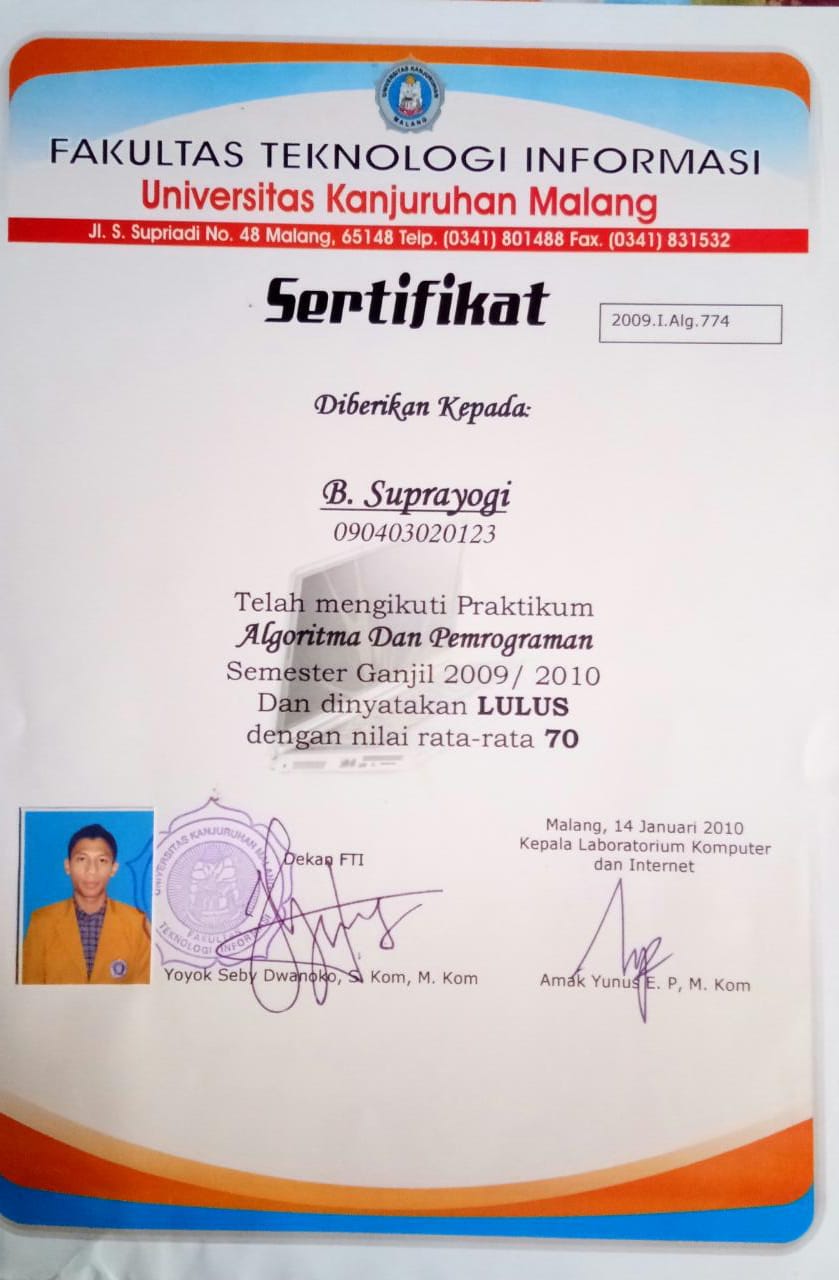 UNIVERSITAS KANJURUHAN
MALANG
FAKULTAS TEKNOLOGI INFORMASI
Universitas Kanjuruhan Malang
Jl. S. Supriadi No. 48 Malang, 65148 Telp. (0341) 801488 Fax. (0341) 831532
Sertifikat
2009.I.Alg.774
Diberikan Kepada:
B. Suprayogi
090403020123
Telah mengikuti Praktikum
Algoritma Dan Pemrograman
Semester Ganjil 2009/ 2010
Dan dinyatakan LULUS
dengan nilai rata-rata 70
Malang, 14 Januari 2010
Kepala Laboratorium Komputer
dan Internet
Dekan FTI
UNIVERSITAS KANJURUHAN MALANG
FAKULTAS
TEKNOLOGI INFORMASI
Yoyok Seby Dwanoko, S. Kom, M. Kom
Amak Yunus E. P, M. Kom